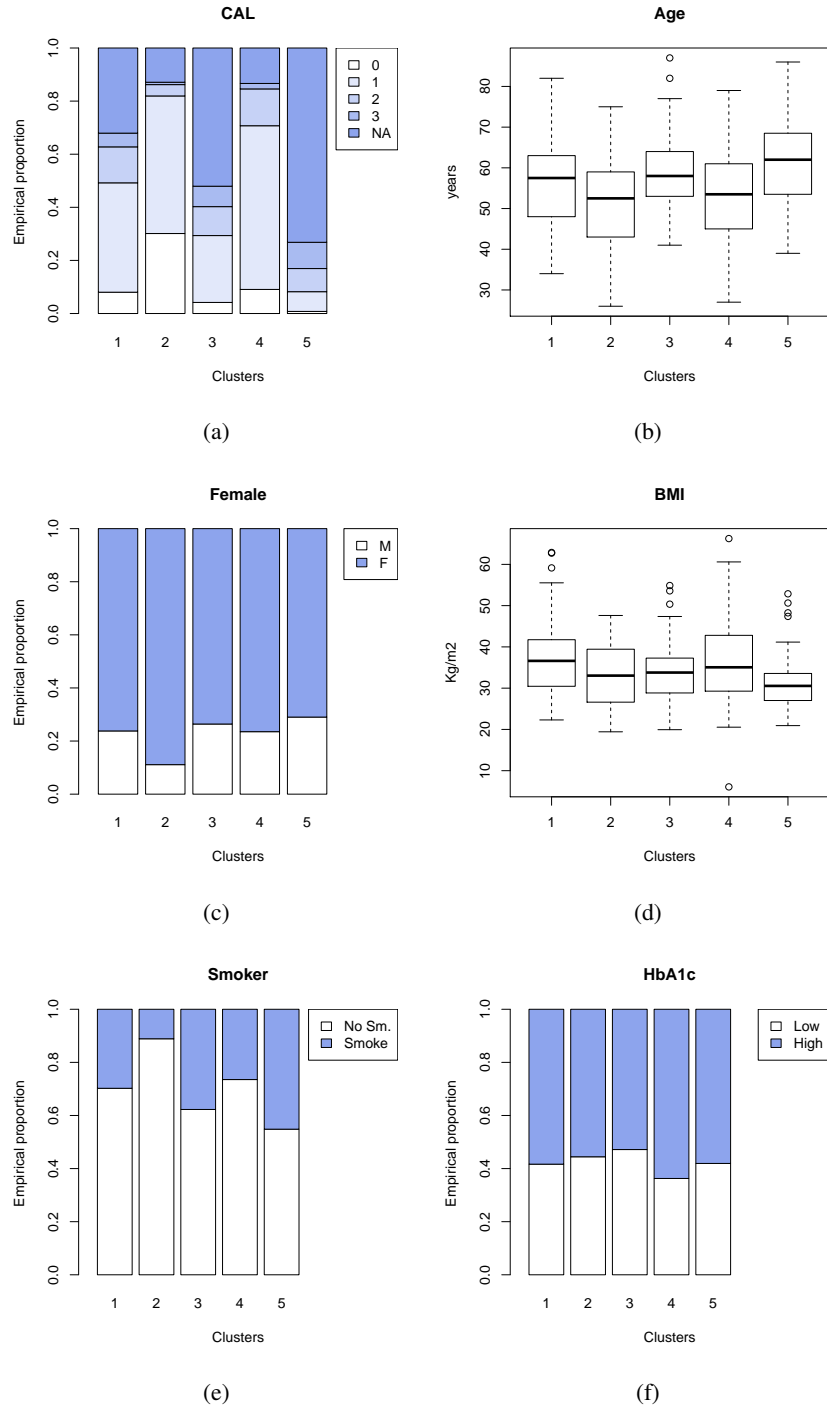 CAL
Empirical proportion
0.0 0.2 0.4 0.6 0.8 1.0
0
1
2
3
NA
1 2 3 4 5
Clusters
(a)
Age
years
30 40 50 60 70 80
1 2 3 4 5
Clusters
(b)
Female
Empirical proportion
0.0 0.2 0.4 0.6 0.8 1.0
M
F
1 2 3 4 5
Clusters
(c)
BMI
Kg/m2
10 20 30 40 50 60
1 2 3 4 5
Clusters
(d)
Smoker
Empirical proportion
0.0 0.2 0.4 0.6 0.8 1.0
No Sm.
Smoke
1 2 3 4 5
Clusters
(e)
HbA1c
Empirical proportion
0.0 0.2 0.4 0.6 0.8 1.0
Low
High
1 2 3 4 5
Clusters
(f)